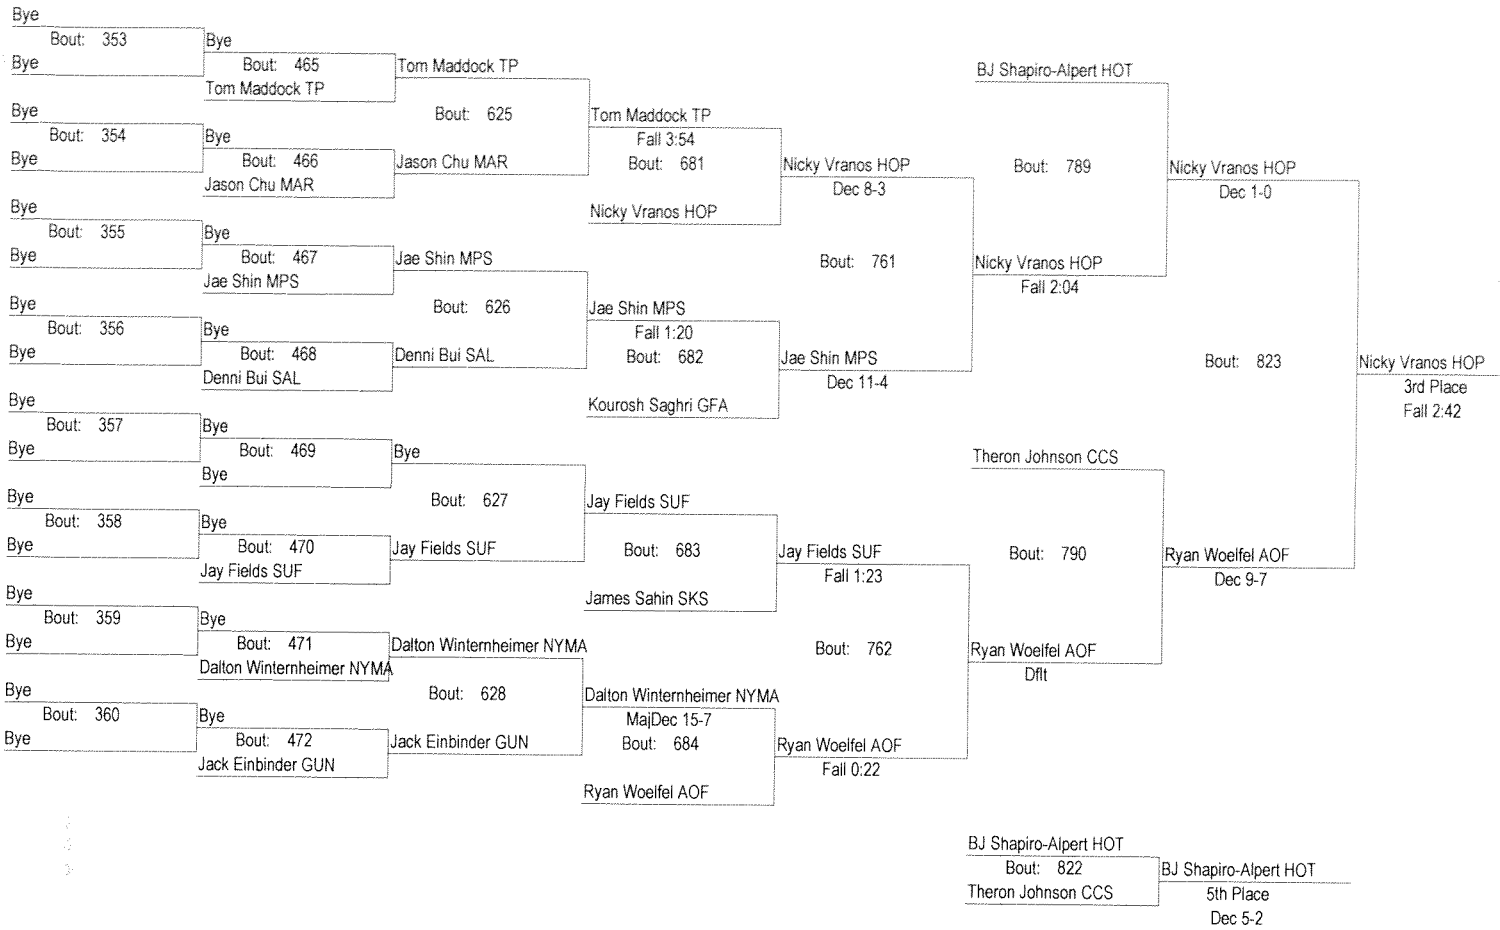 Bye
Bout: 353
Bye
Bye
Bout: 465
Tom Maddock TP
Bye
Bout: 354
Bye
Bye
Bout: 466
Jason Chu MAR
Bye
Bout: 355
Bye
Bye
Bout: 467
Jae Shin MPS
Bye
Bout: 356
Bye
Bye
Bout: 468
Denni Bui SAL
Bye
Bout: 357
Bye
Bye
Bout: 469
Bye
Bye
Bout: 358
Bye
Bye
Bout: 470
Jay Fields SUF
Bye
Bout: 359
Bye
Bye
Bout: 471
Dalton Winternheimer NYMA
Bye
Bout: 360
Bye
Bye
Bout: 472
Jack Einbinder GUN
Tom Maddock TP
Bout: 625
Jason Chu MAR
Jae Shin MPS
Bout: 626
Denni Bui SAL
Bye
Bout: 627
Jay Fields SUF
Dalton Winternheimer NYMA
Bout: 628
Jack Einbinder GUN
Tom Maddock TP
Fall 3:54
Bout: 681
Nicky Vranos HOP
Jae Shin MPS
Fall 1:20
Bout: 682
Kourosh Saghri GFA
Jay Fields SUF
Bout: 683
James Sahin SKS
Dalton Winternheimer NYMA
MajDec 15-7
Bout: 684
Ryan Woelfel AOF
Nicky Vranos HOP
Dec 8-3
Bout: 761
Jae Shin MPS
Dec 11-4
Jay Fields SUF
Fall 1:23
Bout: 762
Ryan Woelfel AOF
Fall 0:22
BJ Shapiro-Alpert HOT
Bout: 789
Nicky Vranos HOP
Fall 2:04
Theron Johnson CCS
Bout: 790
Ryan Woelfel AOF
Dflt
Nicky Vranos HOP
Dec 1-0
Bout: 823
Ryan Woelfel AOF
Dec 9-7
Nicky Vranos HOP
3rd Place
Fall 2:42
BJ Shapiro-Alpert HOT
Bout: 822
Theron Johnson CCS
BJ Shapiro-Alpert HOT
5th Place
Dec 5-2